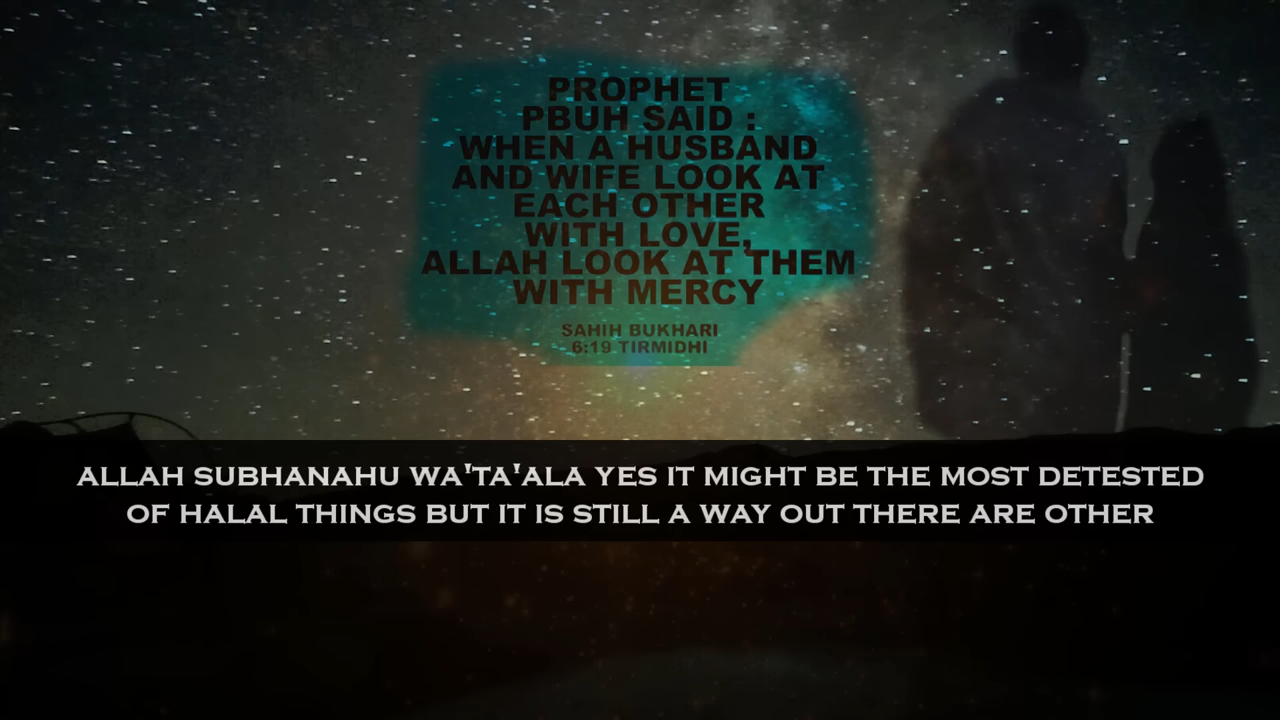 PROPHET
PBUH SAID :
WHEN A HUSBAND
AND WIFE LOOK AT
EACH OTHER
WITH LOVE,
ALLAH LOOK AT THEM
WITH MERCY
SAHIH BUKHARI
6:19 TIRMIDHI
ALLAH SUBHANAHU WA'TA'ALA YES IT MIGHT BE THE MOST DETESTED
OF HALAL THINGS BUT IT IS STILL A WAY OUT THERE ARE OTHER